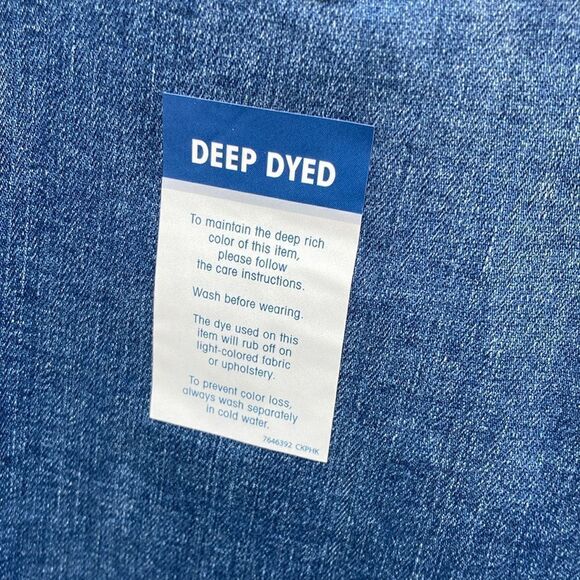 DEEP DYED
To maintain the deep rich
color of this item,
please follow
the care instructions.
Wash before wearing.
The dye used on this
item will rub off on
light-colored fabric
or upholstery.
To prevent color loss,
always wash separately
in cold water.
7646392 CKPHK